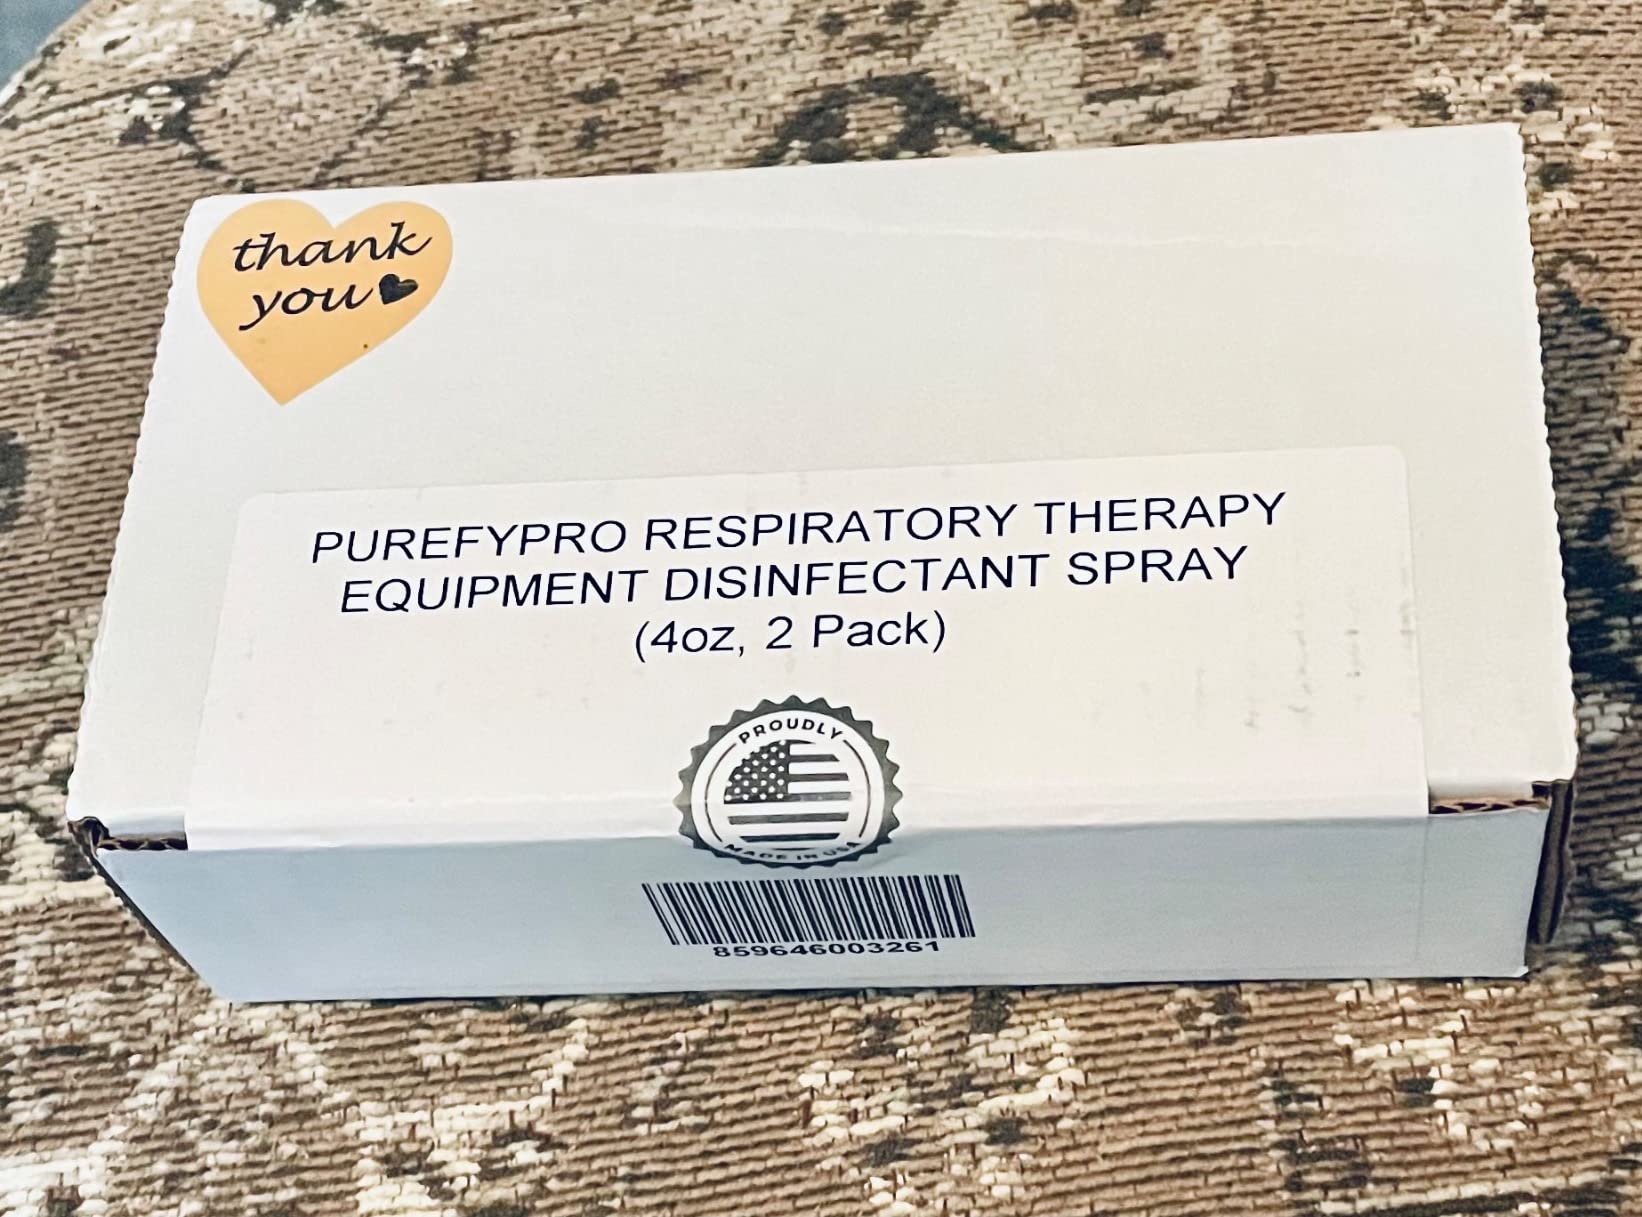 thank
you
PUREFYPRO RESPIRATORY THERAPY
EQUIPMENT DISINFECTANT SPRAY
(4oz, 2 Pack)
PROUDLY
MADE IN USA
859646003261